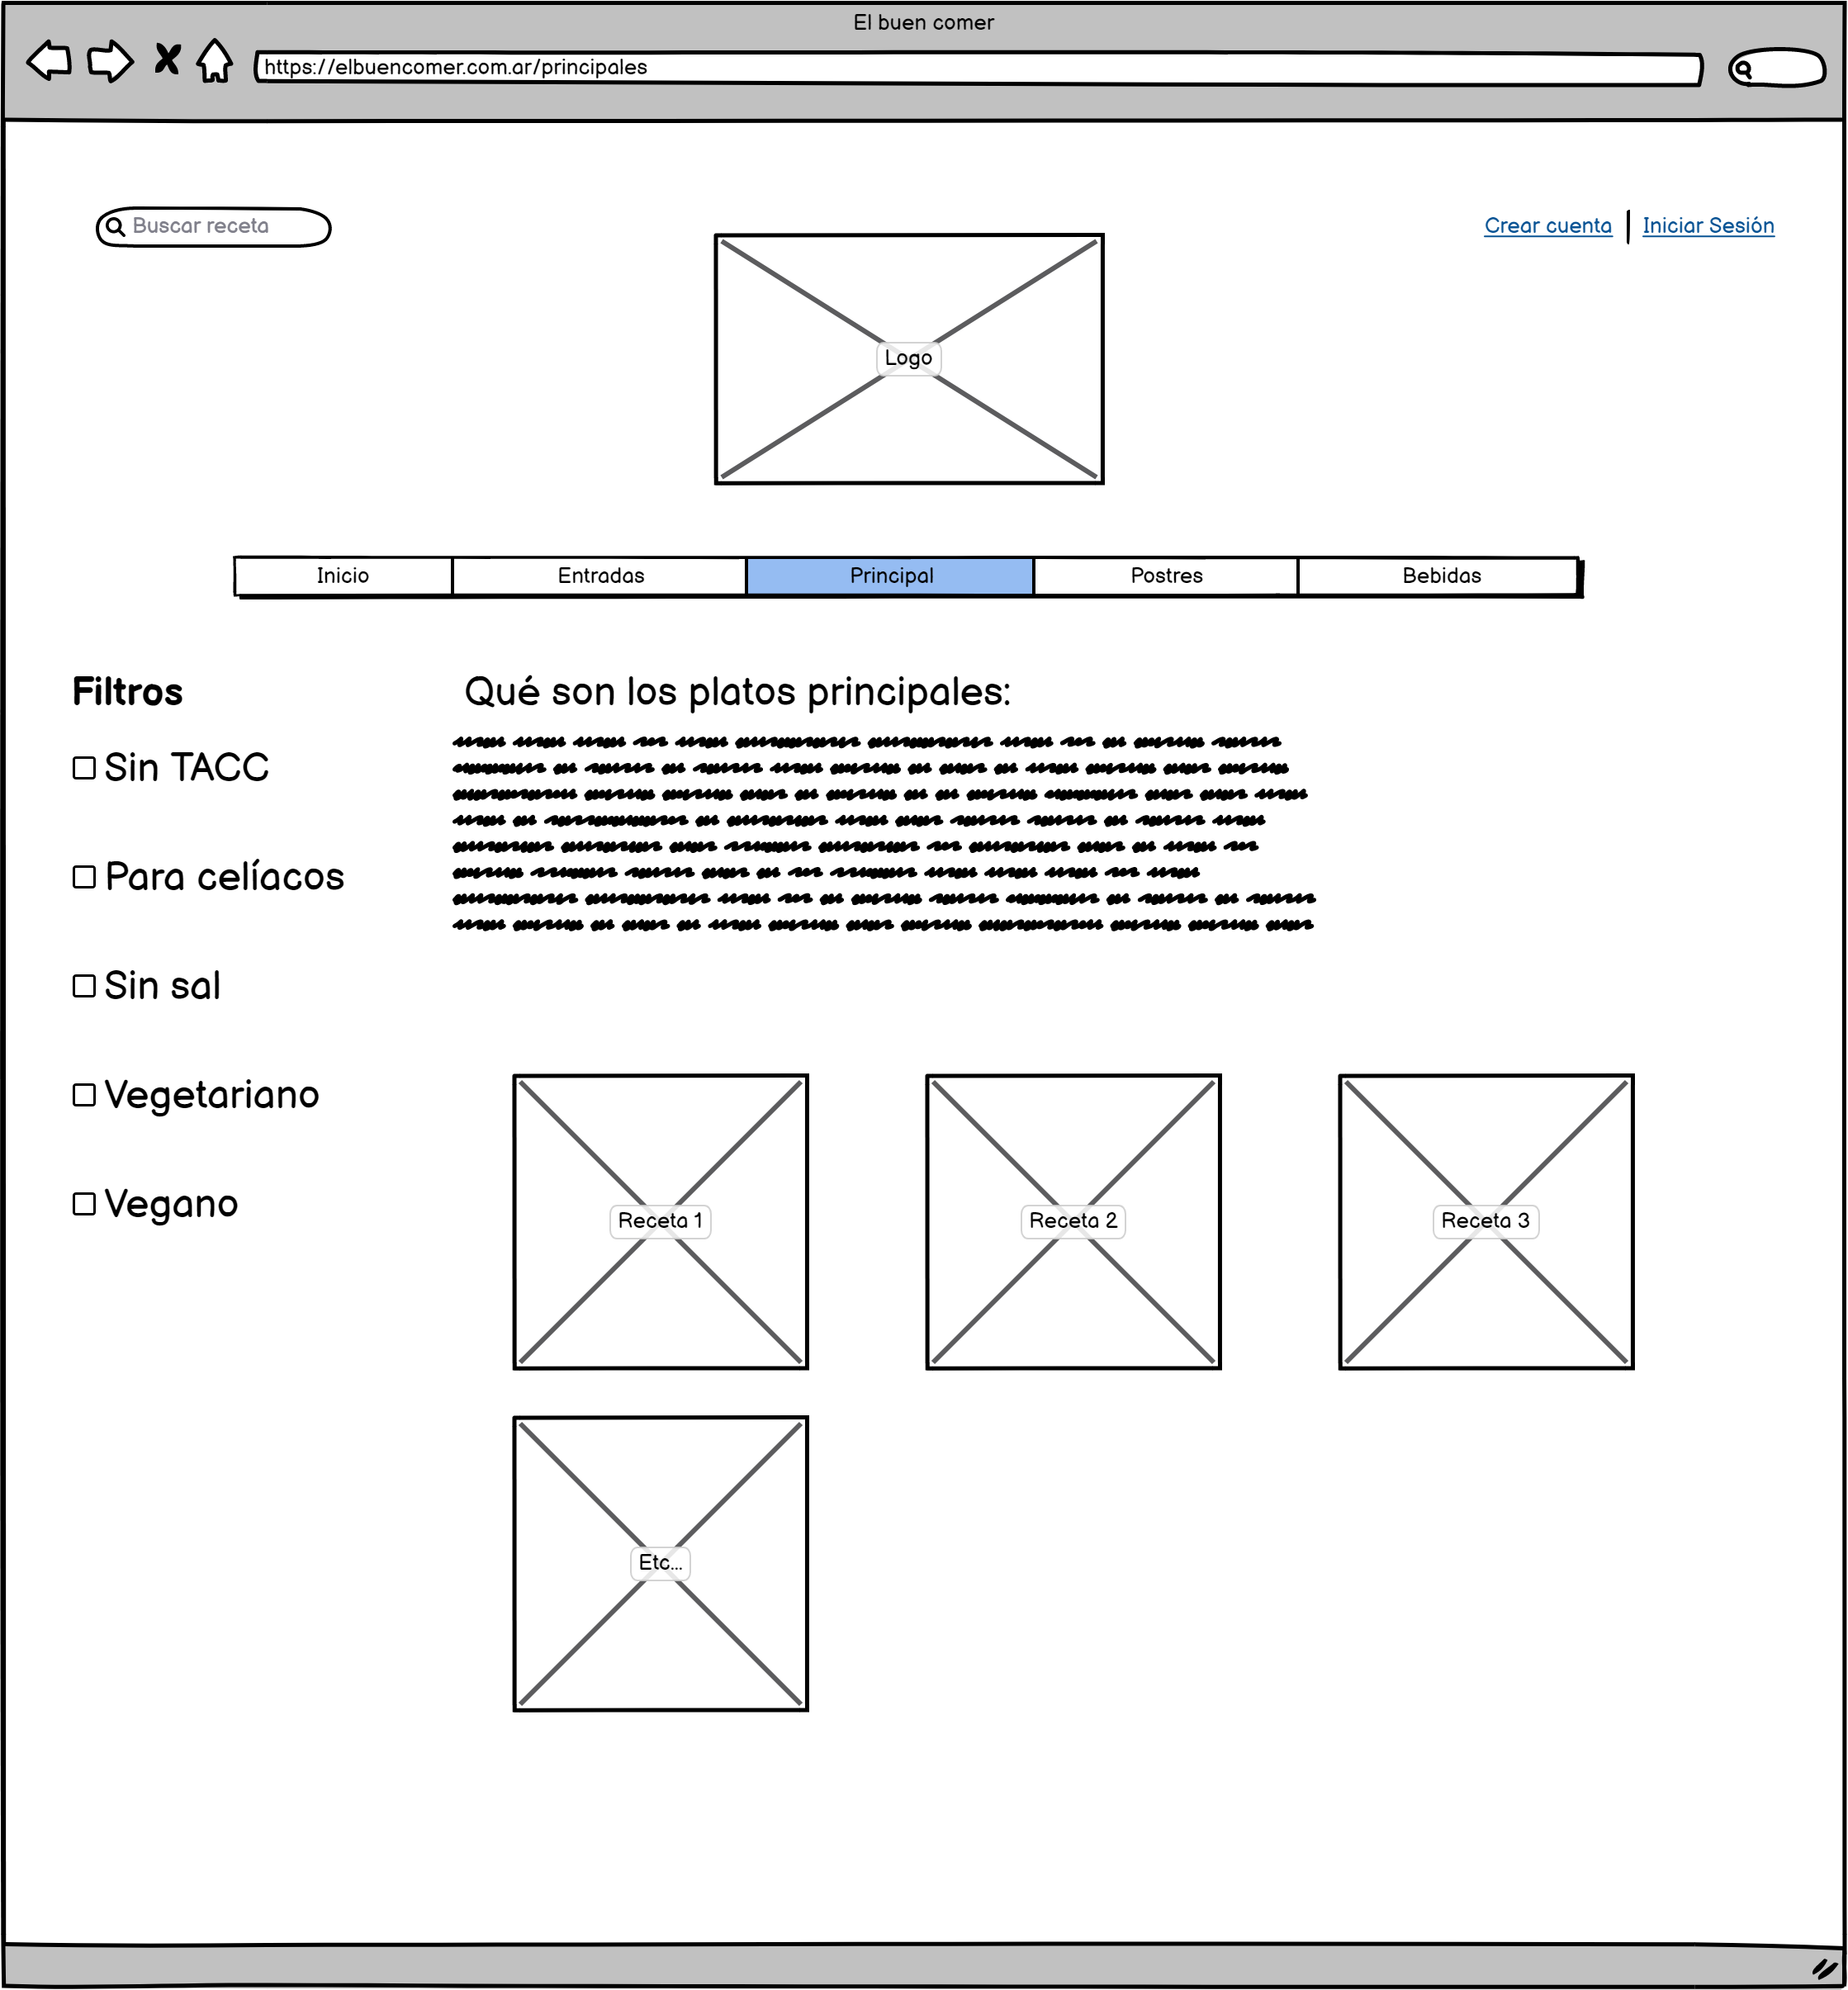 El buen comer
https://elbuencomer.com.ar/principales
Buscar receta
Crear cuenta
Iniciar Sesión
Logo
Inicio
Entradas
Principal
Postres
Bebidas
Filtros
Sin TACC
Para celíacos
Sin sal
Vegetariano
Vegano
Qué son los platos principales:
Receta 1
Receta 2
Receta 3
Etc...